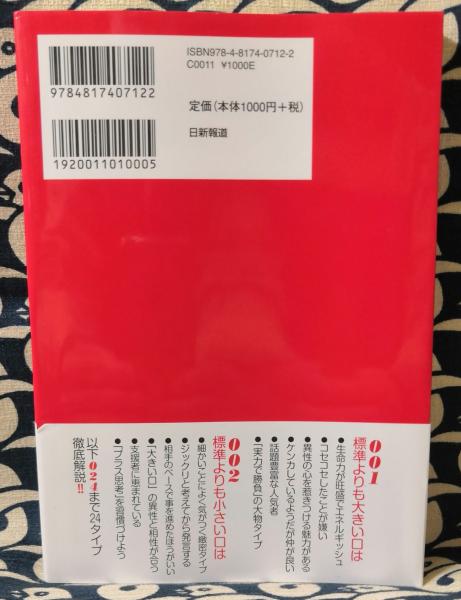 ISBN978-4-8174-0712-2
C0011 ¥1000E
9784817407122
定価(本体1000円+税)
1920011010005
日新報道
001
標準よりも大きい口は
●生命力が旺盛でエネルギッシュ
●コセコセしたことが嫌い
●異性の心を惹きつける魅力がある
●ケンカしているようだが仲が良い
●話題豊富な人気者
●「実力で勝負」の大物タイプ
002
標準よりも小さい口は
●細かいことによく気がつく緻密タイプ
●ジックリと考えてから発言する
●相手のペースで事を進めたほうがいい
●「大きい口」の異性と相性が合う
●支援者に恵まれている
●「プラス思考」を習慣づけよう
以下024まで24タイプ
徹底解説!!